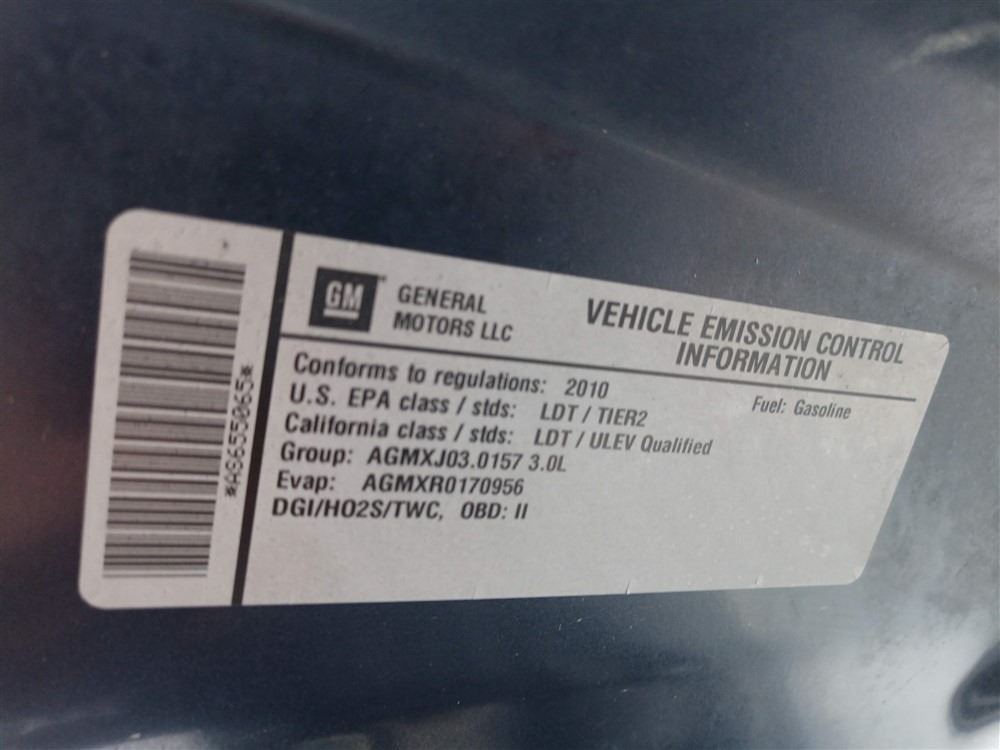 GM GENERAL
MOTORS LLC
VEHICLE EMISSION CONTROL
INFORMATION
Conforms to regulations: 2010
Fuel: Gasoline
U.S. EPA class / stds: LDT / TIER2
California class / stds: LDT / ULEV Qualified
Group: AGMXJ03.0157 3.0L
Evap: AGMXR0170956
DGI/HO2S/TWC, OBD: II
*AG655065*